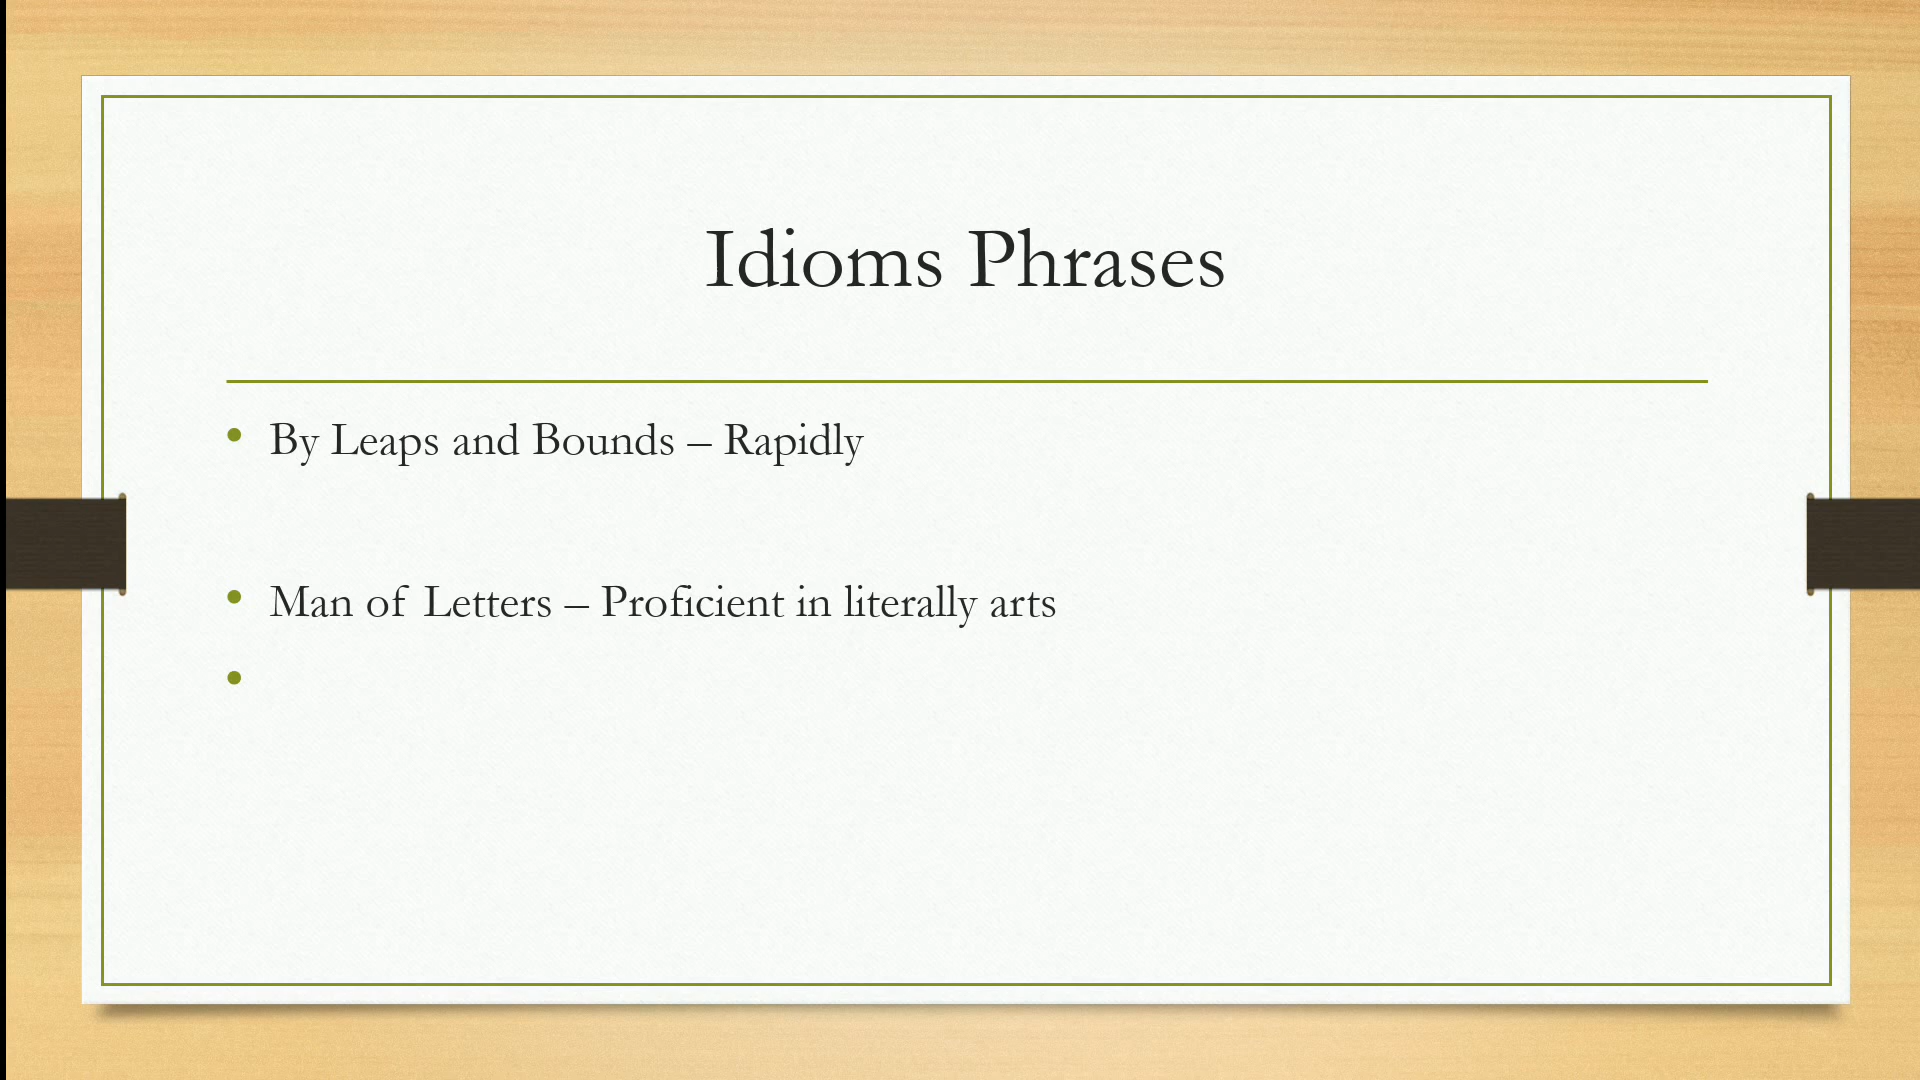 Idioms Phrases
• By Leaps and Bounds – Rapidly
• Man of Letters – Proficient in literally arts
•